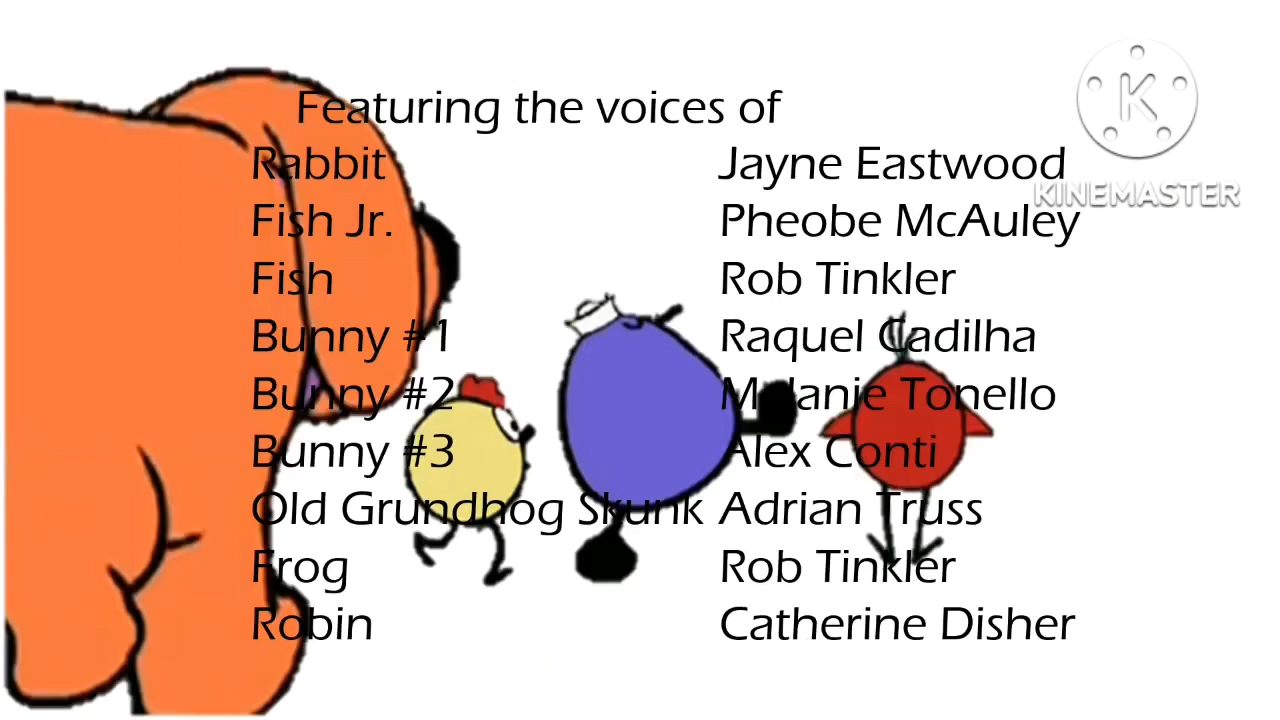 Featuring the voices of
Rabbit Jayne Eastwood
Fish Jr. Pheobe McAuley
Fish Rob Tinkler
Bunny #1 Raquel Cadilha
Bunny #2 Melanie Tonello
Bunny #3 Alex Conti
Old Grundhog Skunk Adrian Truss
Frog Rob Tinkler
Robin Catherine Disher
K
KINEMASTER